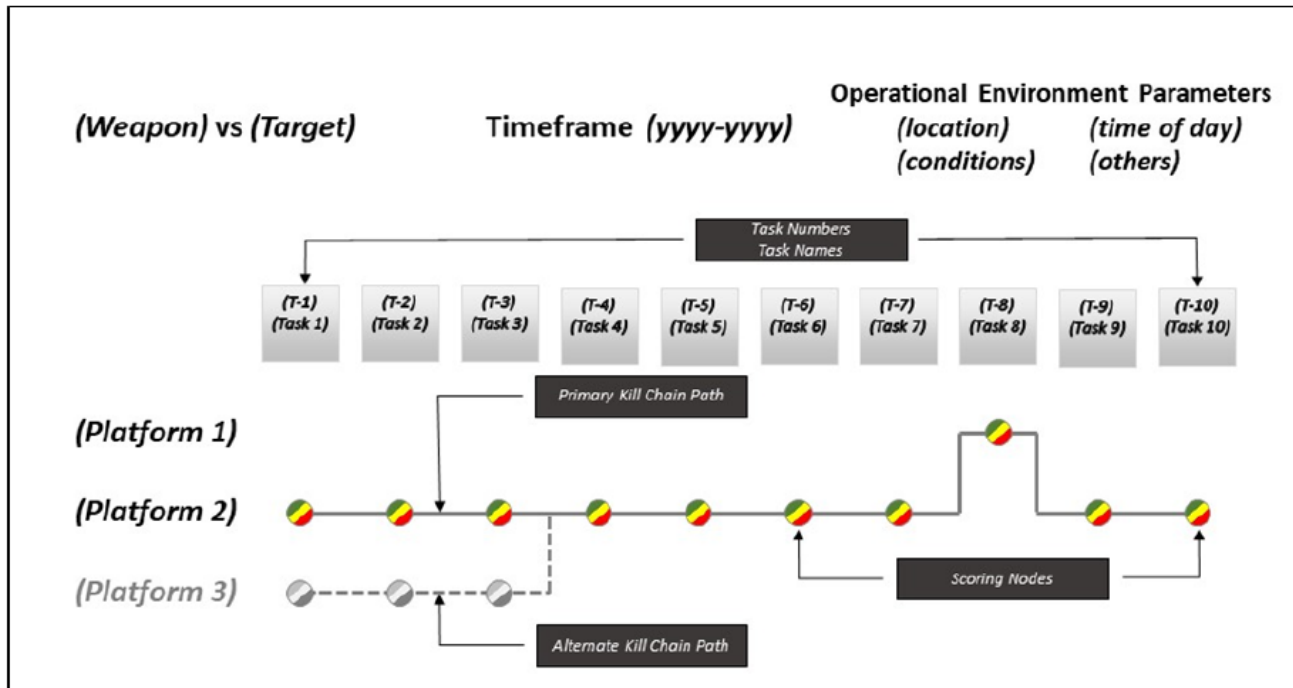 (Weapon) vs (Target)
Timeframe (yyyy-yyyy)
Operational Environment Parameters
(location) (time of day)
(conditions) (others)
Task Numbers
Task Names
(T-1)
(Task 1)
(T-2)
(Task 2)
(T-3)
(Task 3)
(T-4)
(Task 4)
(T-5)
(Task 5)
(T-6)
(Task 6)
(T-7)
(Task 7)
(T-8)
(Task 8)
(T-9)
(Task 9)
(T-10)
(Task 10)
Primary Kill Chain Path
(Platform 1)
(Platform 2)
(Platform 3)
Scoring Nodes
Alternate Kill Chain Path